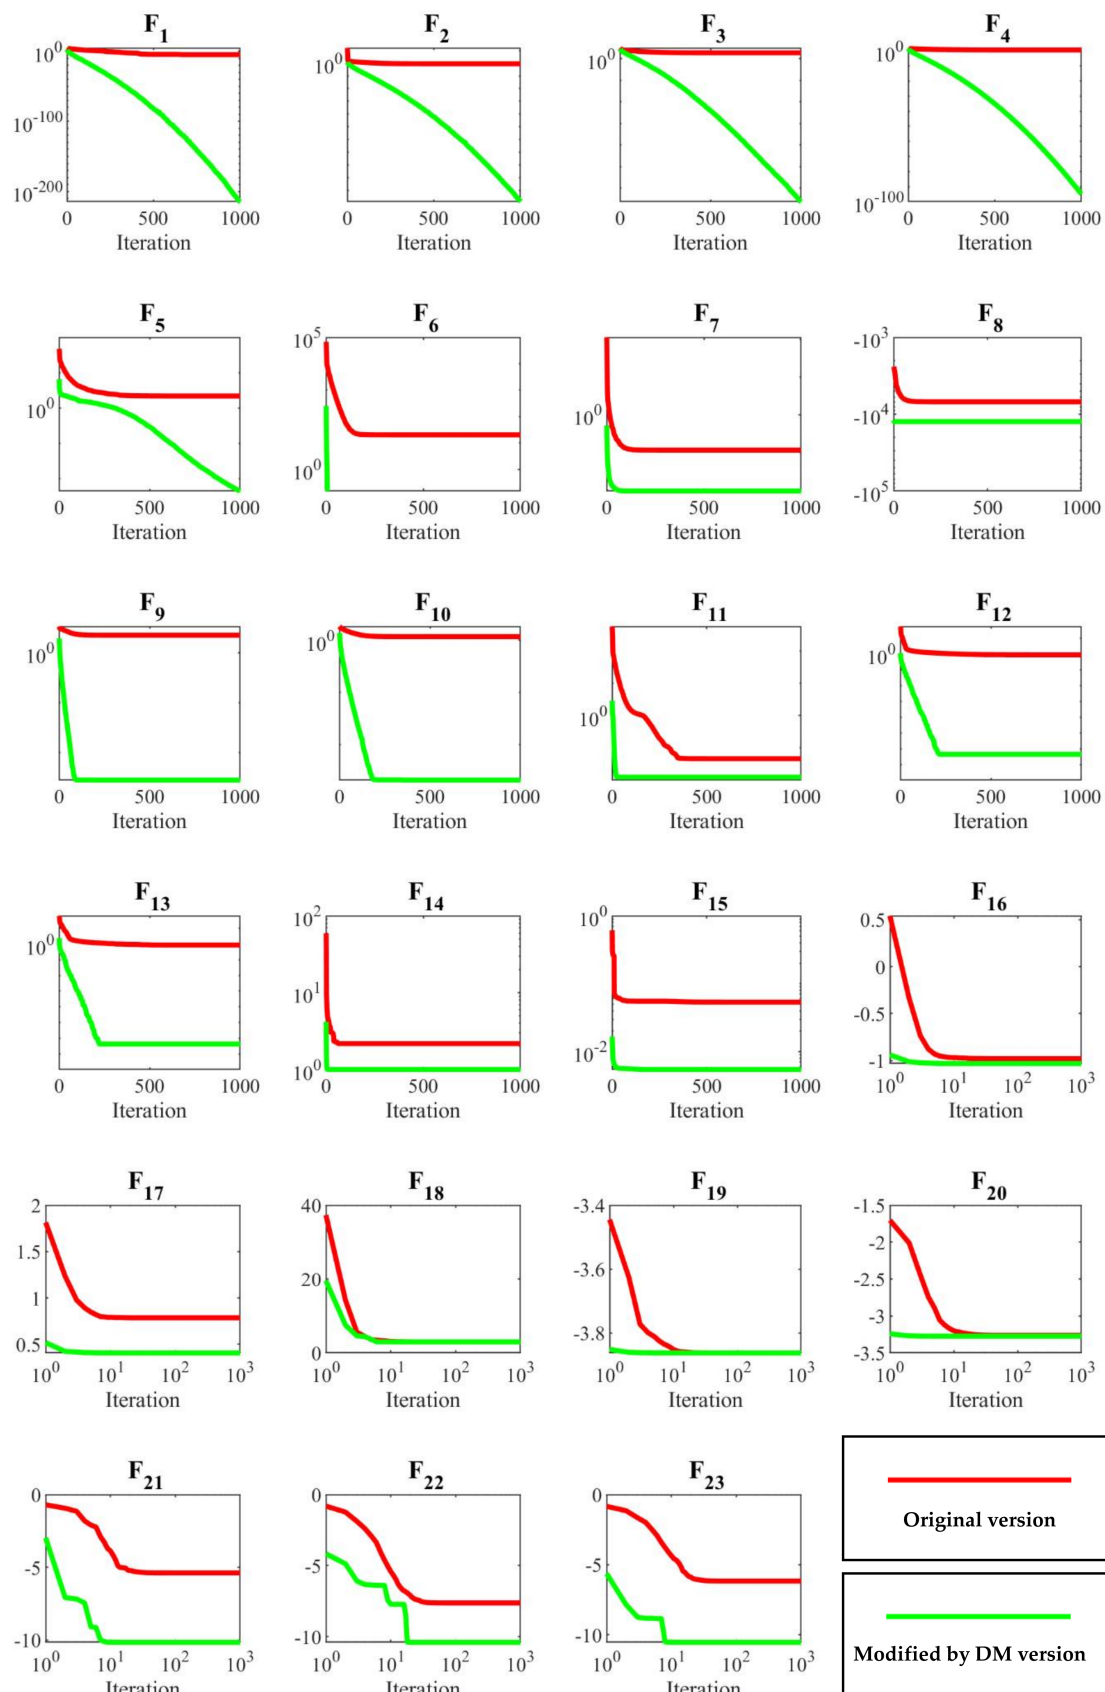 F1 F2 F3 F4
10^0 10^0 10^0 10^0
10^-100
10^-200 10^-100
0 500 1000 0 500 1000 0 500 1000 0 500 1000
Iteration Iteration Iteration Iteration
F5 F6 F7 F8
10^5 -10^3
10^0 10^0 -10^4
10^0 -10^5
0 500 1000 0 500 1000 0 500 1000 0 500 1000
Iteration Iteration Iteration Iteration
F9 F10 F11 F12
10^0 10^0 10^0 10^0
0 500 1000 0 500 1000 0 500 1000 0 500 1000
Iteration Iteration Iteration Iteration
F13 F14 F15 F16
10^2 10^0 0.5
10^0 0
10^1 -0.5
10^0 10^-2 -1
0 500 1000 0 500 1000 0 500 1000 10^0 10^1 10^2 10^3
Iteration Iteration Iteration Iteration
F17 F18 F19 F20
2 40 -3.4 -1.5
1.5 -3.6 -2
1 20 -2.5
0.5 -3.8 -3
0.4 0 -3.5
10^0 10^1 10^2 10^3 10^0 10^1 10^2 10^3 10^0 10^1 10^2 10^3 10^0 10^1 10^2 10^3
Iteration Iteration Iteration Iteration
F21 F22 F23
0 0 0
-5 -5 -5
-10 -10 -10
10^0 10^1 10^2 10^3 10^0 10^1 10^2 10^3 10^0 10^1 10^2 10^3
Iteration Iteration Iteration
Original version
Modified by DM version